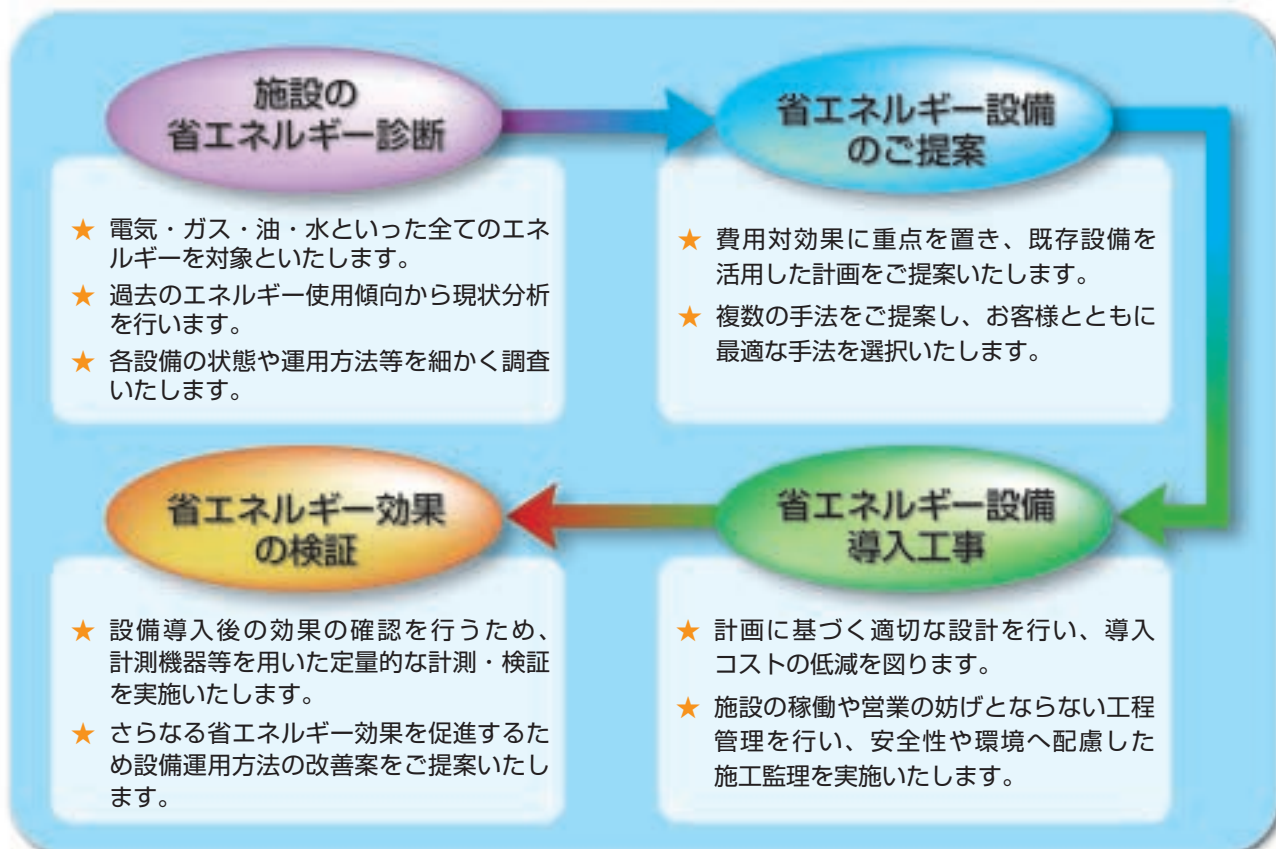 施設の
省エネルギー診断
★ 電気・ガス・油・水といった全てのエネ
ルギーを対象といたします。
★ 過去のエネルギー使用傾向から現状分析
を行います。
★ 各設備の状態や運用方法等を細かく調査
いたします。
省エネルギー設備
のご提案
★ 費用対効果に重点を置き、既存設備を
活用した計画をご提案いたします。
★ 複数の手法をご提案し、お客様とともに
最適な手法を選択いたします。
省エネルギー設備
導入工事
★ 計画に基づく適切な設計を行い、導入
コストの低減を図ります。
★ 施設の稼働や営業の妨げとならない工程
管理を行い、安全性や環境へ配慮した
施工監理を実施いたします。
省エネルギー効果
の検証
★ 設備導入後の効果の確認を行うため、
計測機器等を用いた定量的な計測・検証
を実施いたします。
★ さらなる省エネルギー効果を促進するた
め設備運用方法の改善案をご提案いたし
ます。